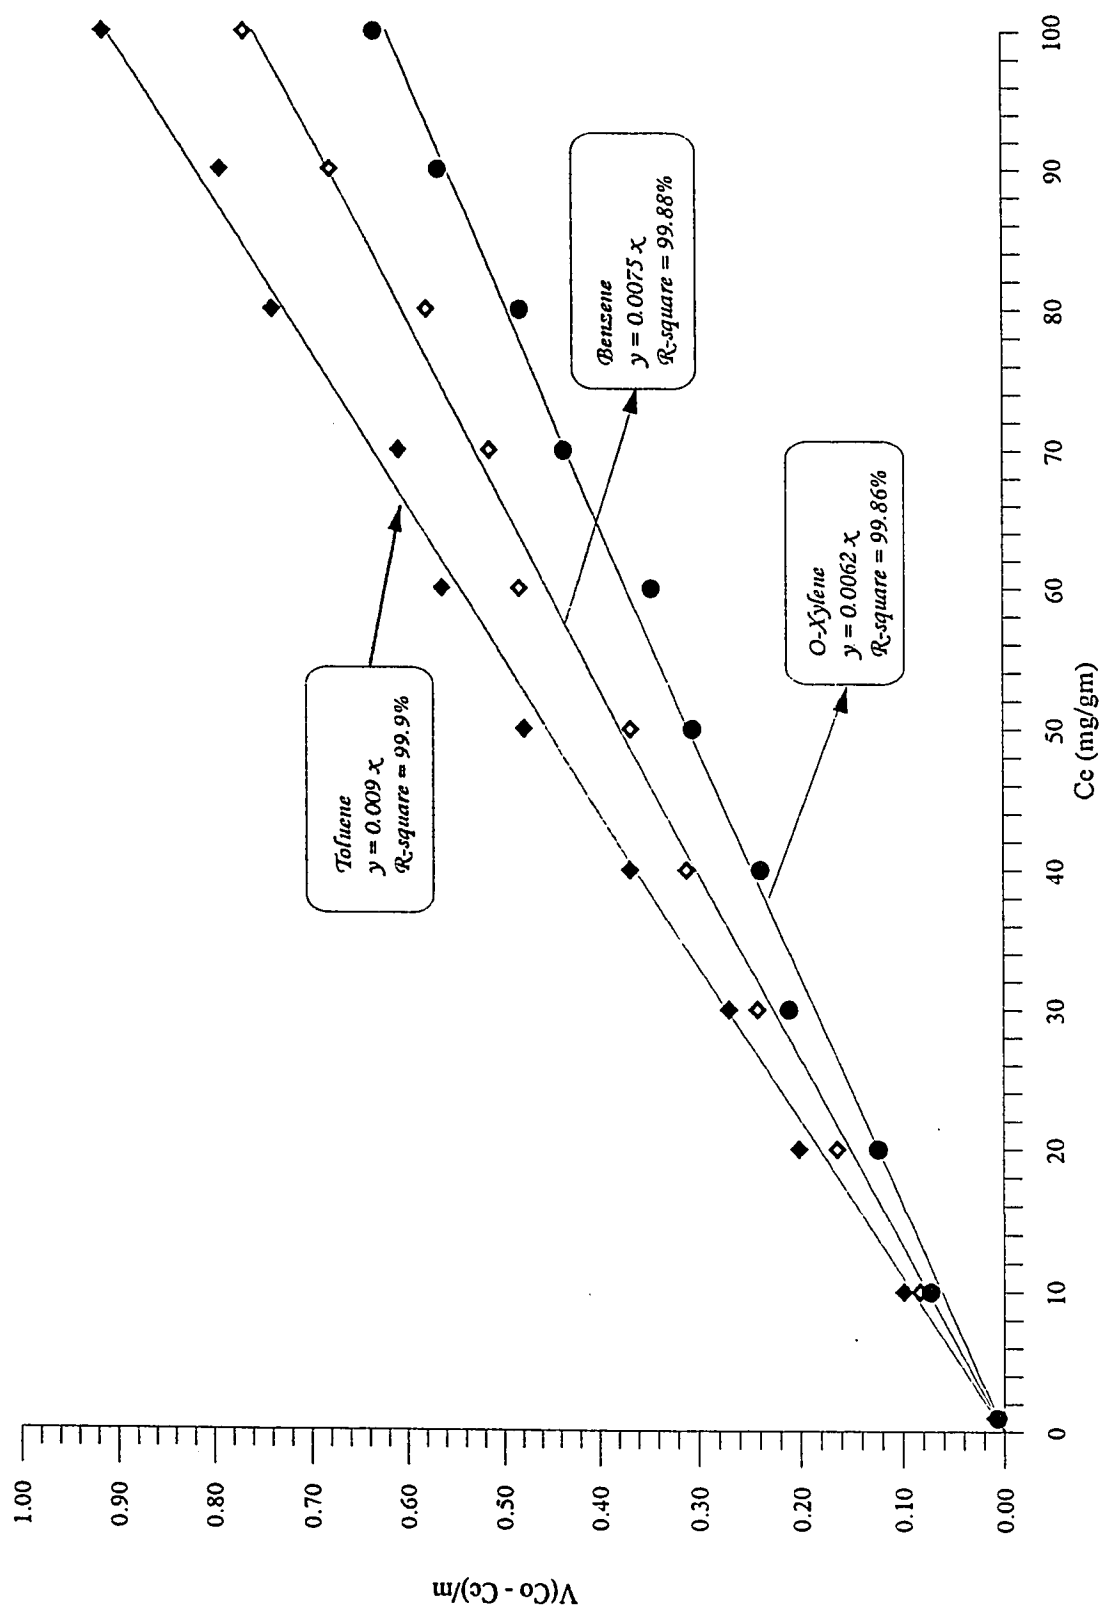 V(Co - Cc)/m
1.00
0.90
0.80
0.70
0.60
0.50
0.40
0.30
0.20
0.10
0.00
Toluene
y = 0.009 x
R-square = 99.9%
Benzene
y = 0.0075 x
R-square = 99.88%
O-Xylene
y = 0.0062 x
R-square = 99.86%
0 10 20 30 40 50 60 70 80 90 100
Cc (mg/gm)